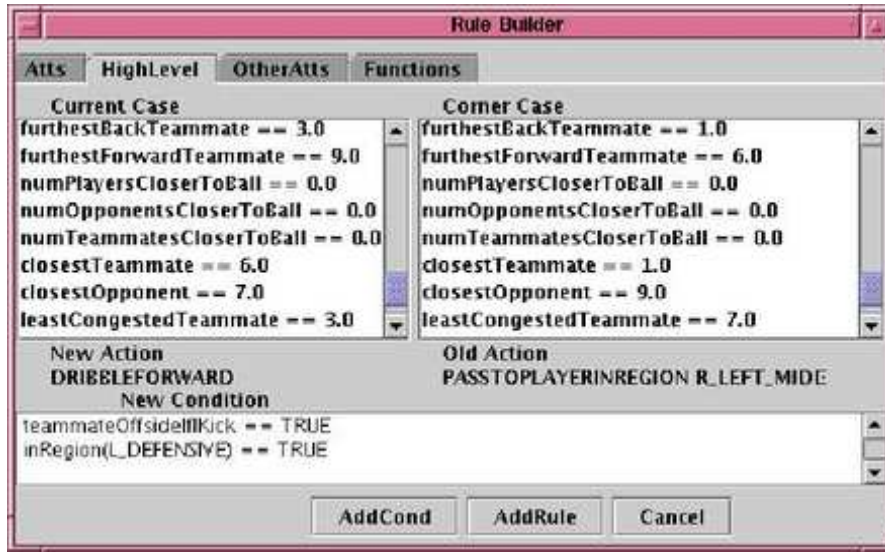 Rule Builder
Atts HighLevel OtherAtts Functions
Current Case Corner Case
furthestBackTeammate == 3.0 furthestBackTeammate == 1.0
furthestForwardTeammate == 9.0 furthestForwardTeammate == 6.0
numPlayersCloserToBall == 0.0 numPlayersCloserToBall == 0.0
numOpponentsCloserToBall == 0.0 numOpponentsCloserToBall == 0.0
numTeammatesCloserToBall == 0.0 numTeammatesCloserToBall == 0.0
closestTeammate == 6.0 closestTeammate == 1.0
closestOpponent == 7.0 closestOpponent == 9.0
leastCongestedTeammate == 3.0 leastCongestedTeammate == 7.0
New Action Old Action
DRIBBLEFORWARD PASSTOPLAYERINREGION R_LEFT_MIDE
New Condition
teammateOffsideIfIKick == TRUE
inRegion(L_DEFENSIVE) == TRUE
AddCond AddRule Cancel